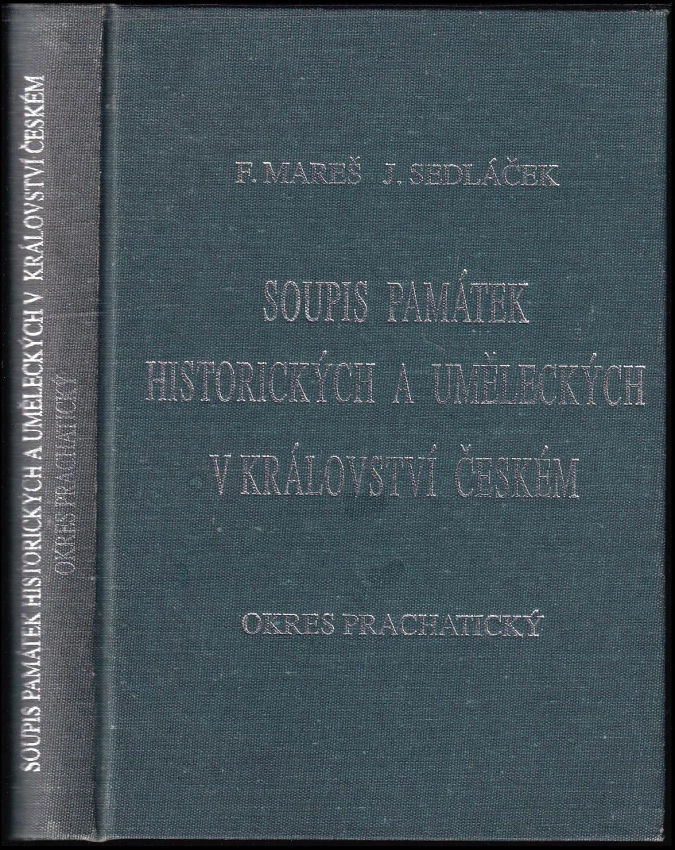 SOUPIS PAMÁTEK HISTORICKÝCH A UMĚLECKÝCH V KRÁLOVSTVÍ ČESKÉM
OKRES PRACHATICKÝ
F. MAREŠ J. SEDLÁČEK
SOUPIS PAMÁTEK
HISTORICKÝCH A UMĚLECKÝCH
V KRÁLOVSTVÍ ČESKÉM
OKRES PRACHATICKÝ